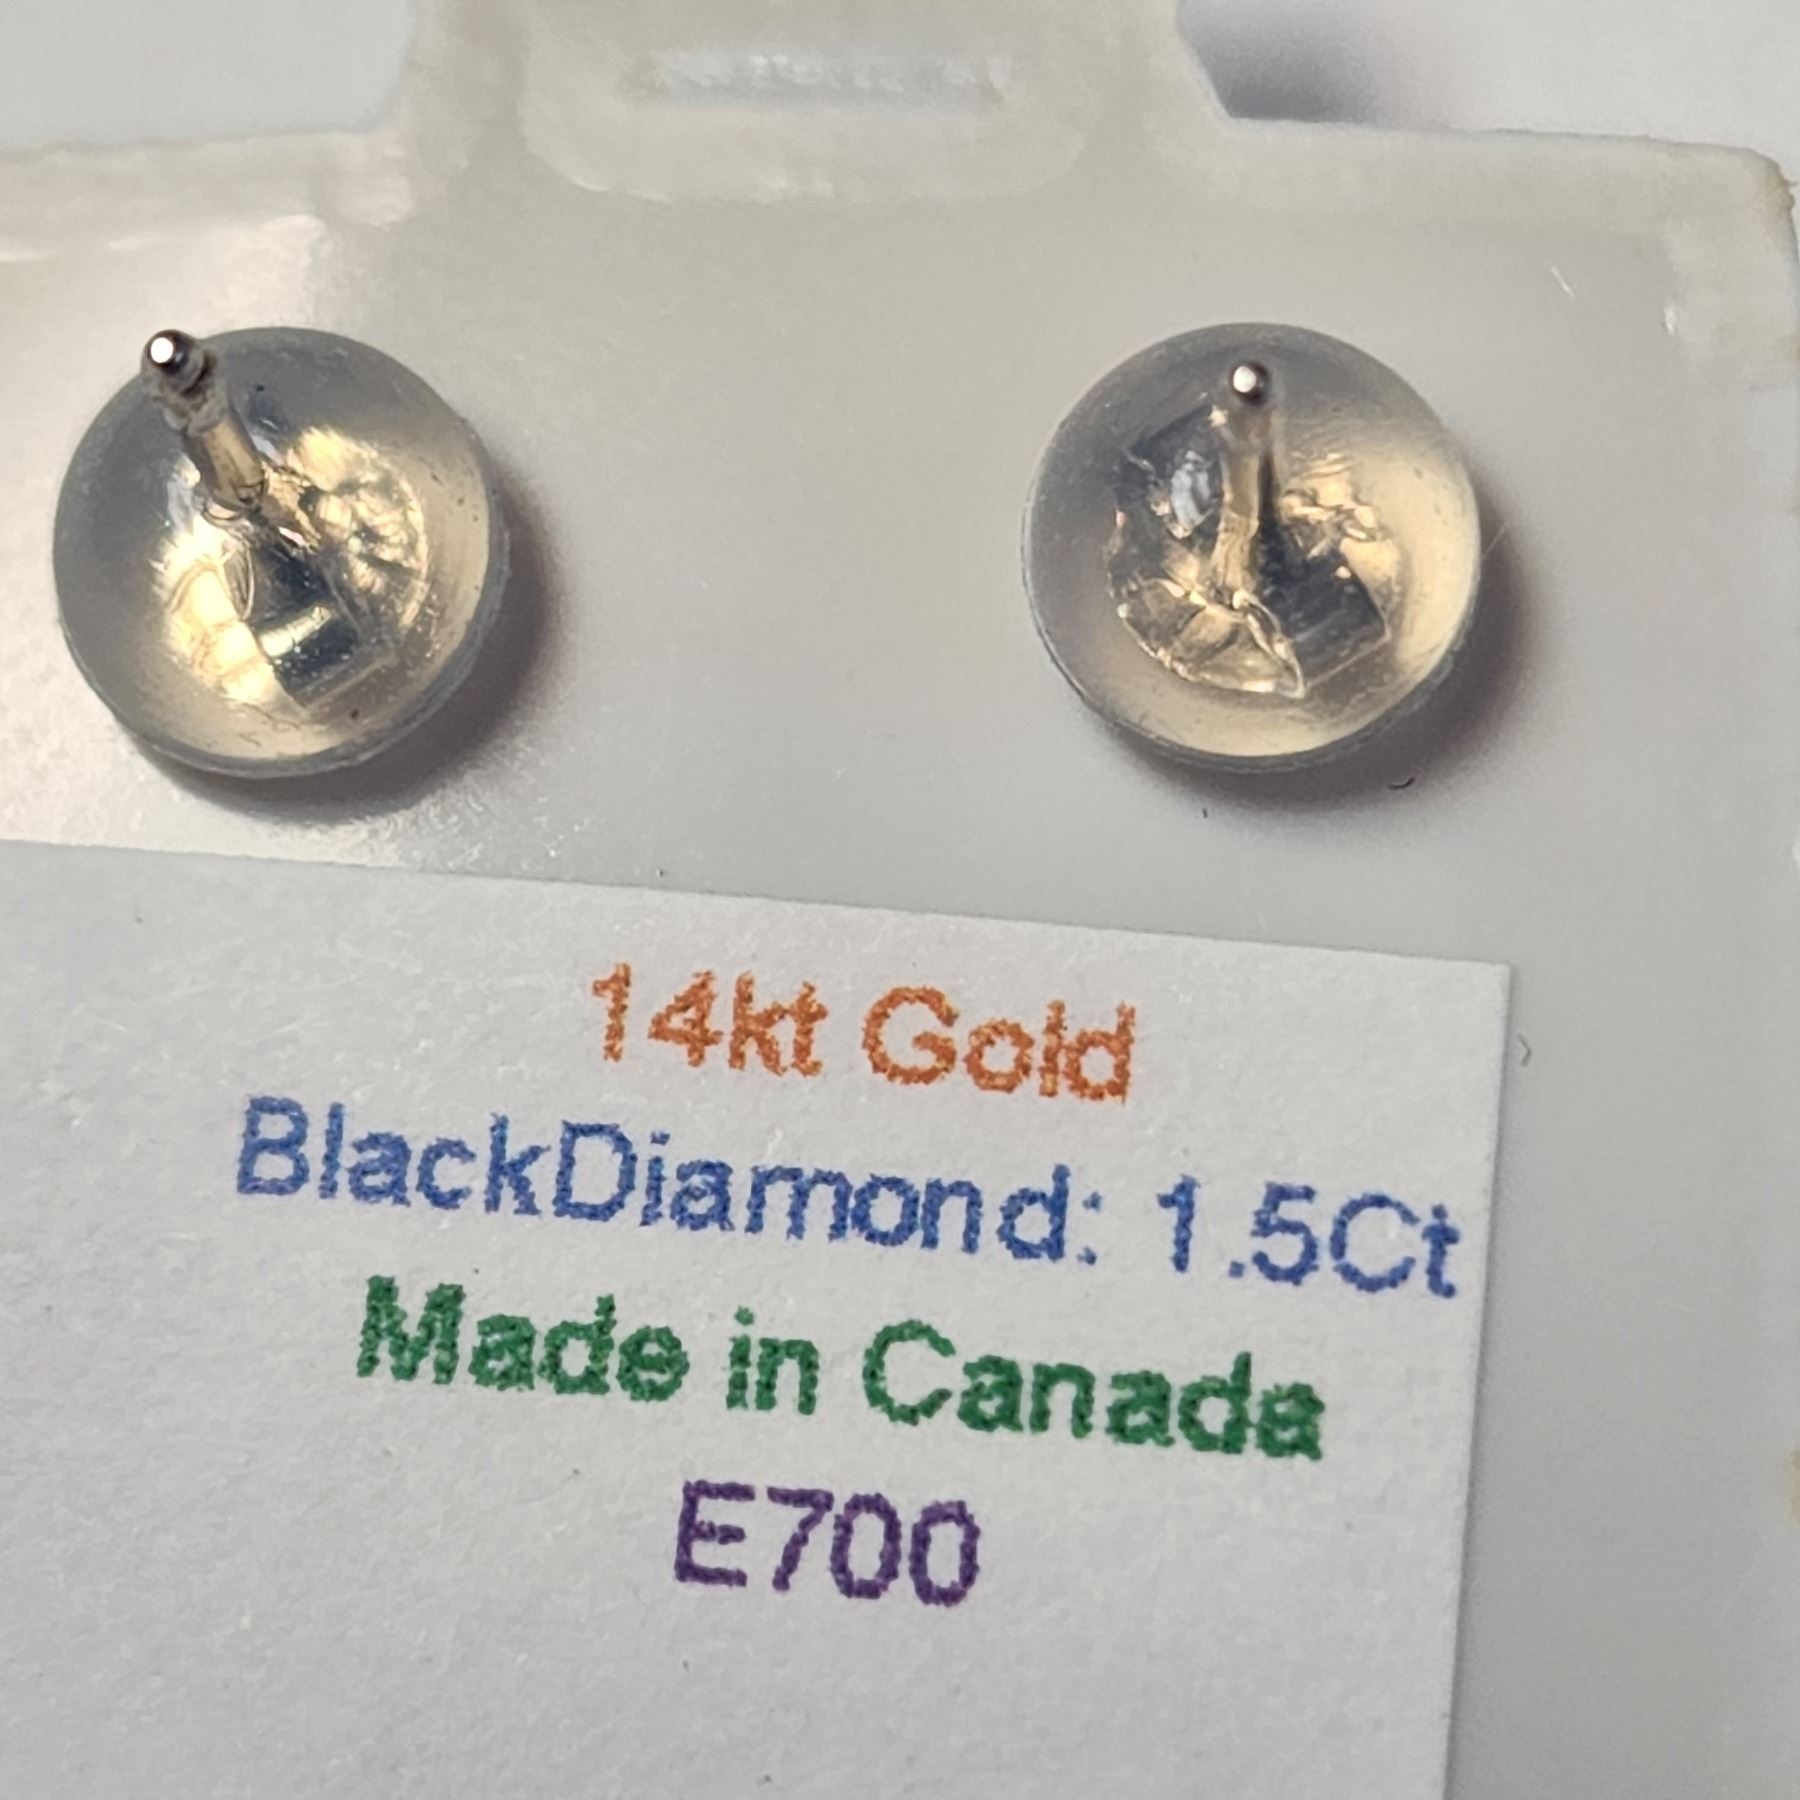 14kt Gold
BlackDiamond: 1.5Ct
Made in Canada
E700